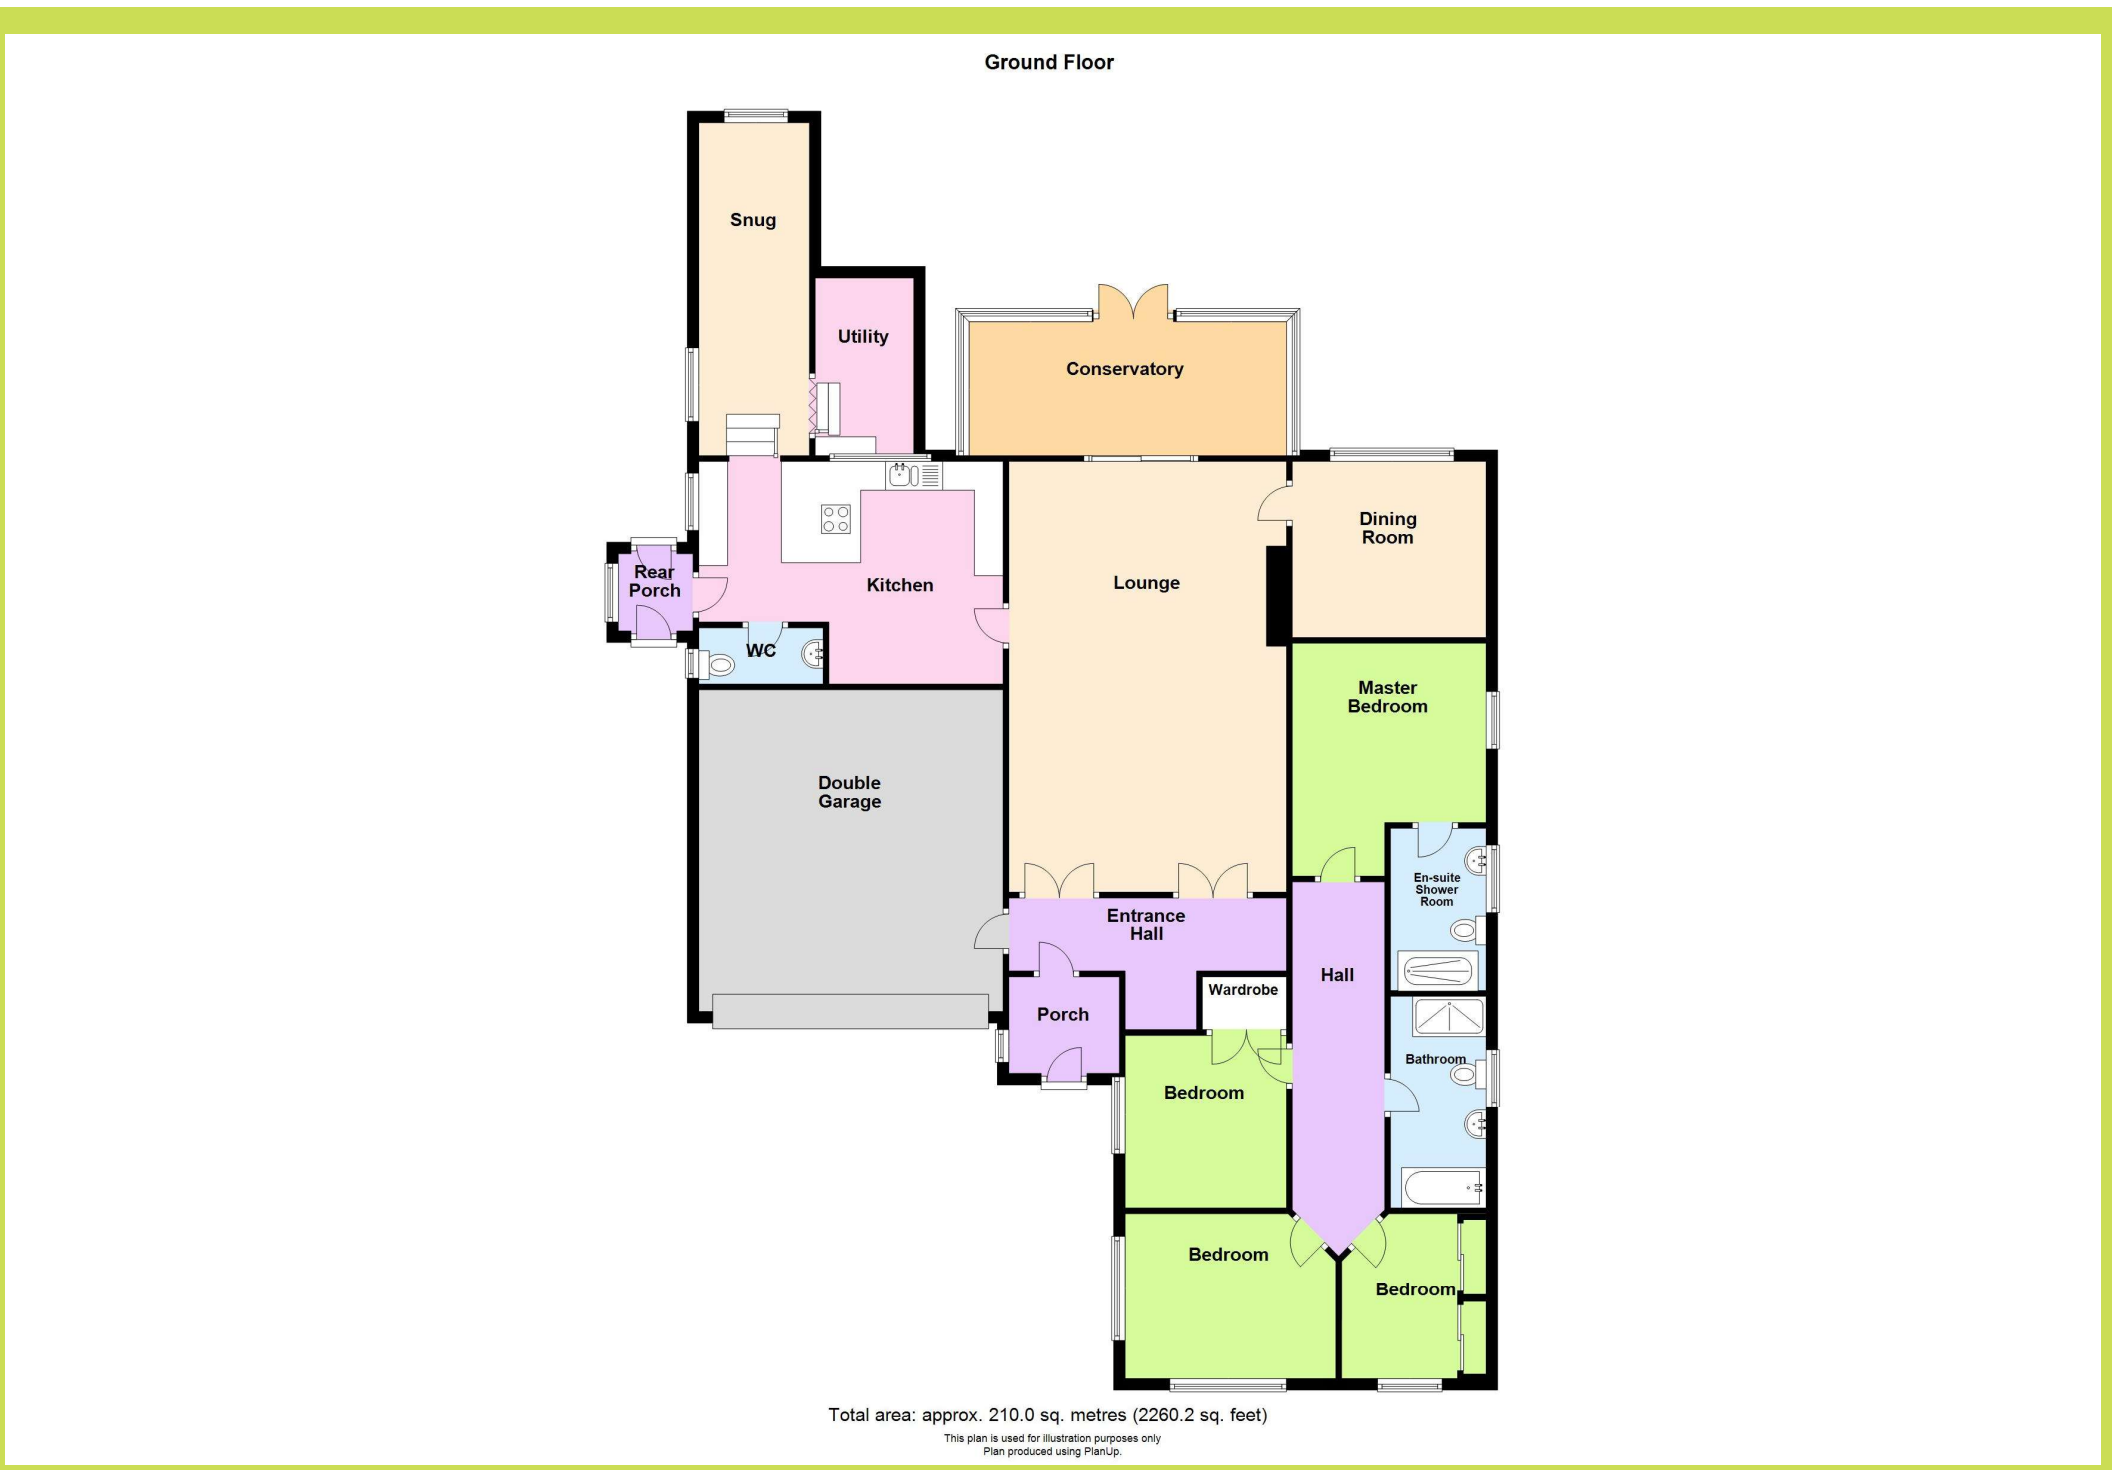 Ground Floor
Snug
Utility
Conservatory
Dining
Room
Rear
Porch
Kitchen
Lounge
WC
Master
Bedroom
Double
Garage
En-suite
Shower
Room
Entrance
Hall
Hall
Wardrobe
Porch
Bathroom
Bedroom
Bedroom
Bedroom
Total area: approx. 210.0 sq. metres (2260.2 sq. feet)
This plan is used for illustration purposes only
Plan produced using PlanUp.